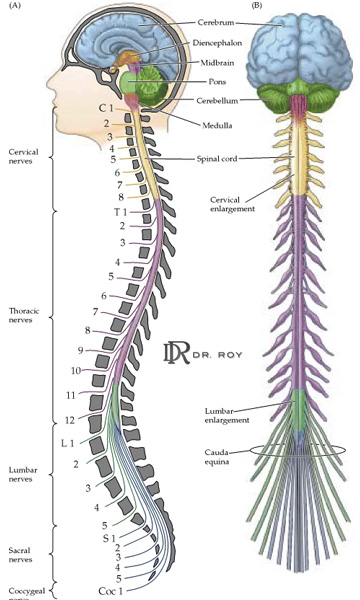 (A)
(B)
Cerebrum
Diencephalon
Midbrain
Pons
Cerebellum
Medulla
C 1
2
3
4
5
6
7
8
Cervical
nerves
Spinal cord
Cervical
enlargement
T 1
2
3
4
5
6
7
8
9
10
11
12
Thoracic
nerves
DR DR. ROY
L 1
2
3
4
5
Lumbar
nerves
Lumbar
enlargement
Cauda
equina
S 1
2
3
4
5
Sacral
nerves
Coc 1
Coccygeal